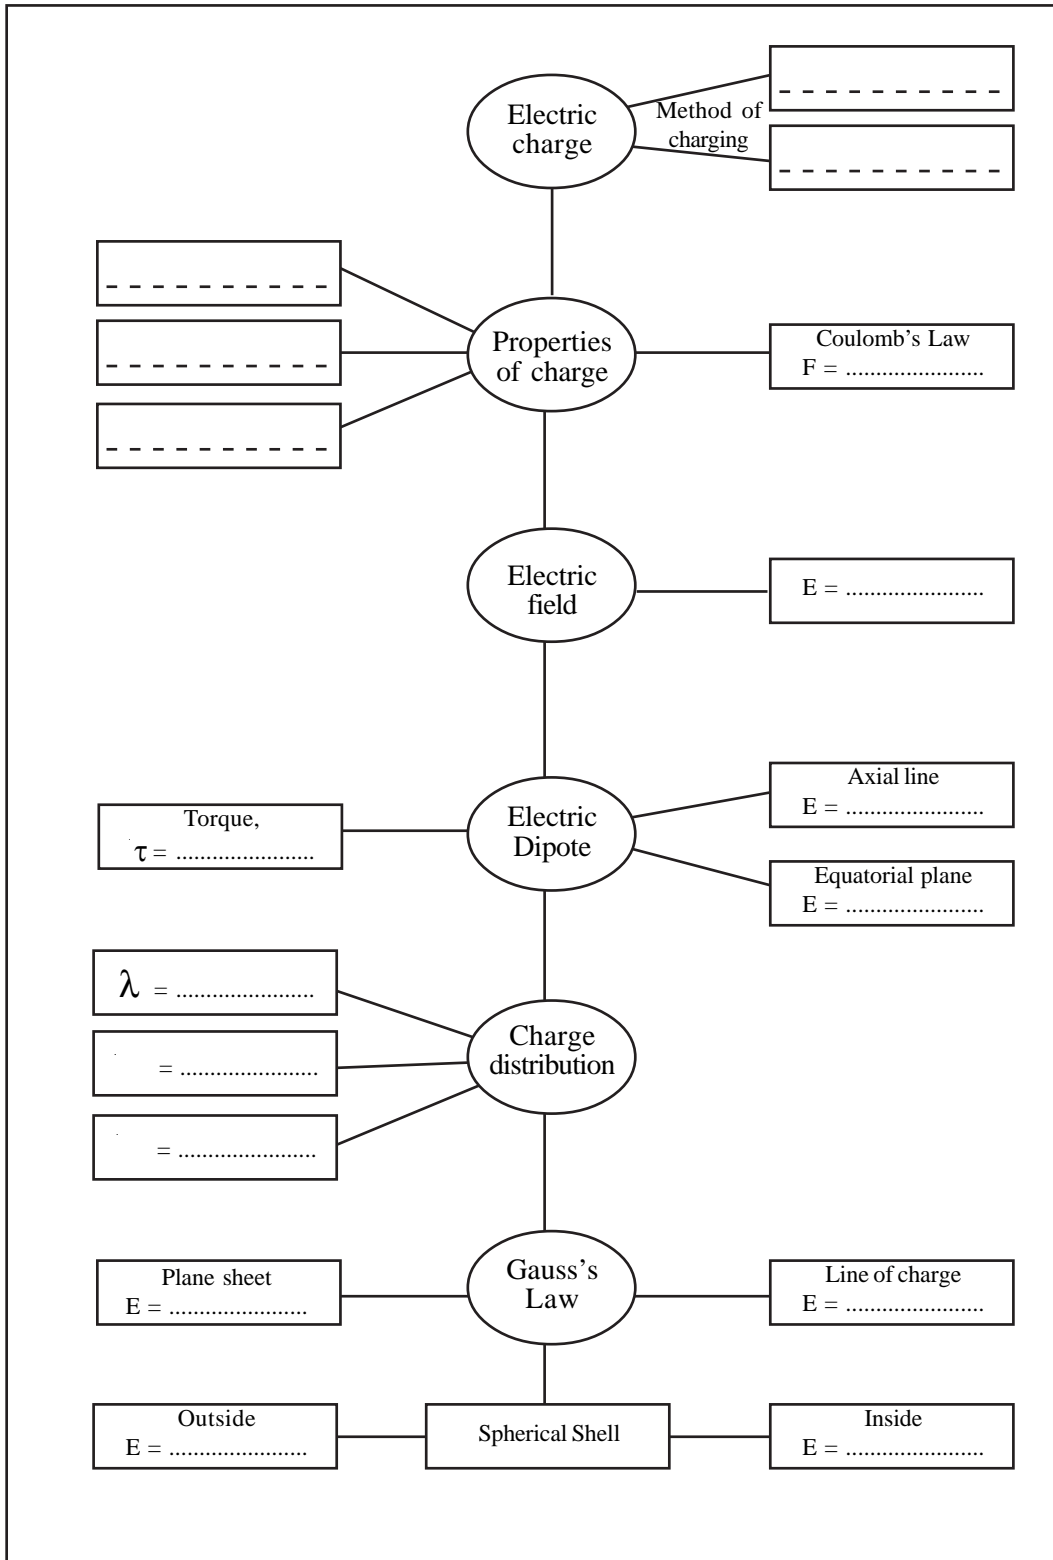 Electric
charge
Method of
charging
_ _ _ _ _ _ _ _ _ _
_ _ _ _ _ _ _ _ _ _
_ _ _ _ _ _ _ _ _ _
_ _ _ _ _ _ _ _ _ _
_ _ _ _ _ _ _ _ _ _
Properties
of charge
Coulomb's Law
F = .......................
Electric
field
E = .......................
Torque,
τ = .......................
Electric
Dipote
Axial line
E = .......................
Equatorial plane
E = .......................
λ = .......................
= .......................
= .......................
Charge
distribution
Plane sheet
E = .......................
Gauss's
Law
Line of charge
E = .......................
Outside
E = .......................
Spherical Shell
Inside
E = .......................